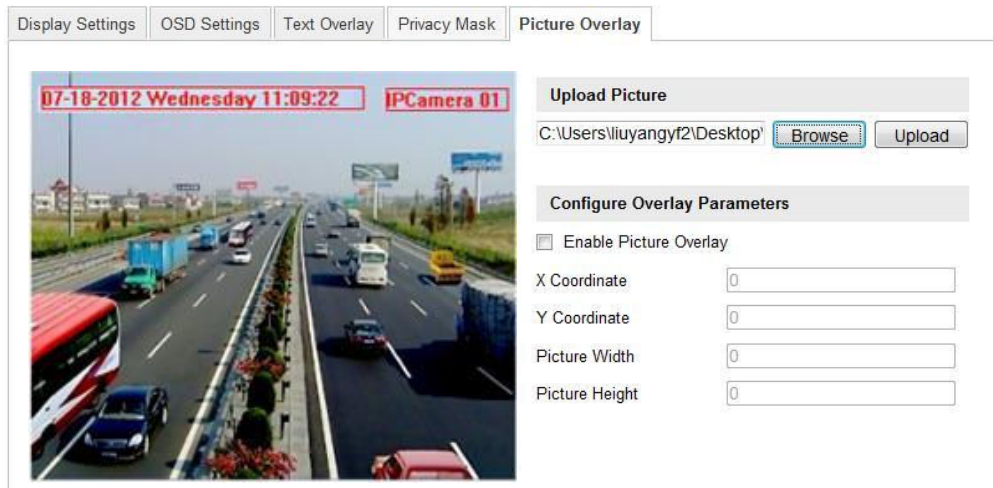 Display Settings
OSD Settings
Text Overlay
Privacy Mask
Picture Overlay
07-18-2012 Wednesday 11:09:22
IPCamera 01
Upload Picture
C:\Users\liuyangyf2\Desktop\
Browse
Upload
Configure Overlay Parameters
Enable Picture Overlay
X Coordinate
0
Y Coordinate
0
Picture Width
0
Picture Height
0